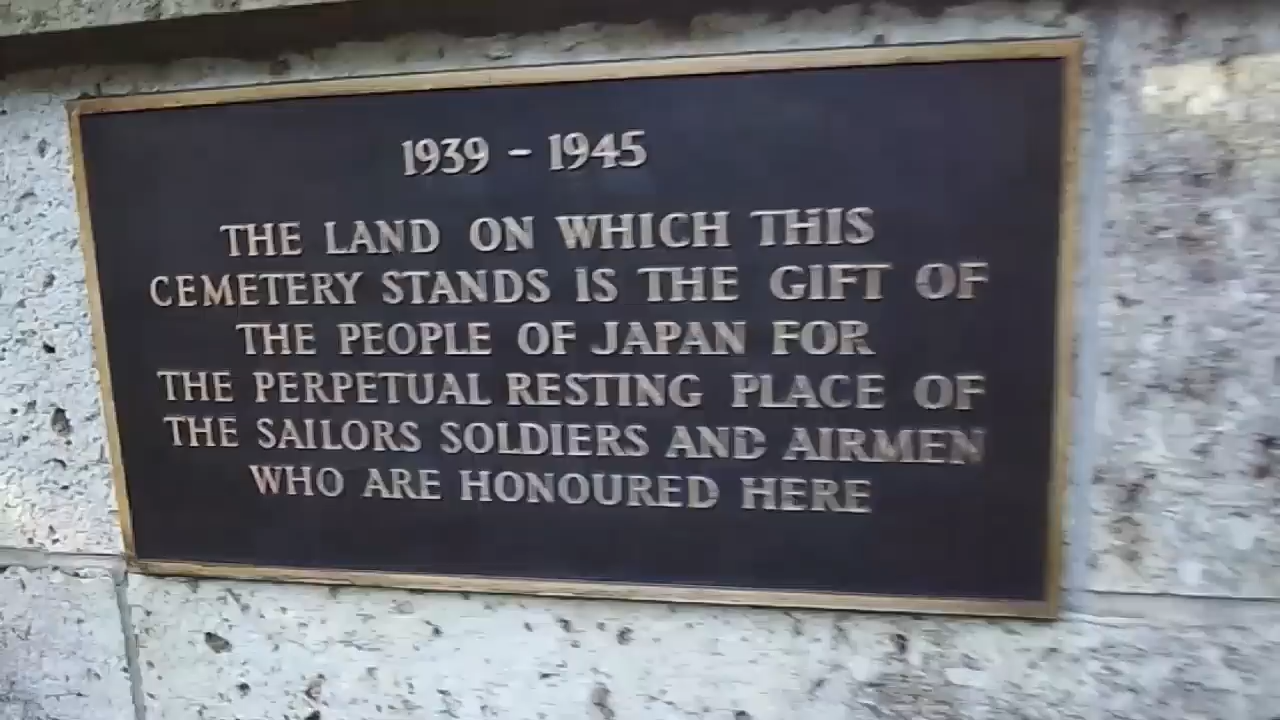 1939 – 1945
THE LAND ON WHICH THIS
CEMETERY STANDS IS THE GIFT OF
THE PEOPLE OF JAPAN FOR
THE PERPETUAL RESTING PLACE OF
THE SAILORS SOLDIERS AND AIRMEN
WHO ARE HONOURED HERE